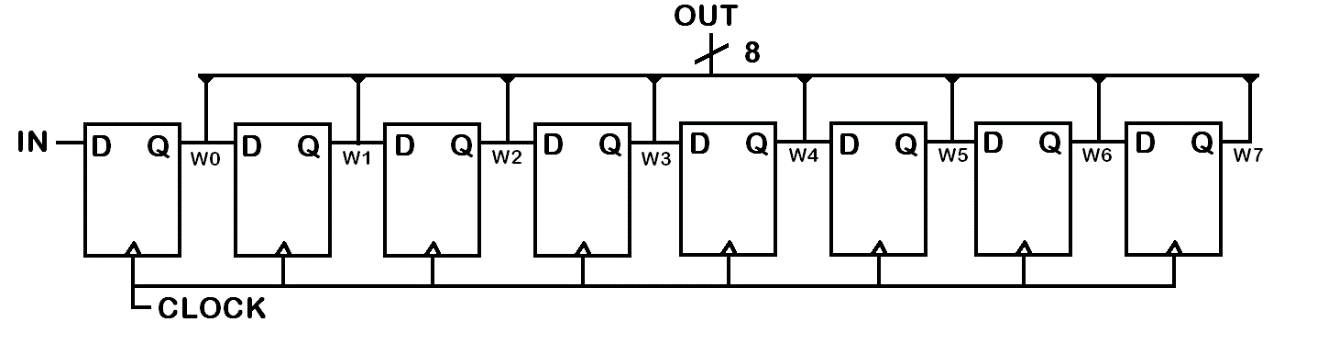 OUT
8
IN D Q W0 D Q W1 D Q W2 D Q W3 D Q W4 D Q W5 D Q W6 D Q W7
CLOCK